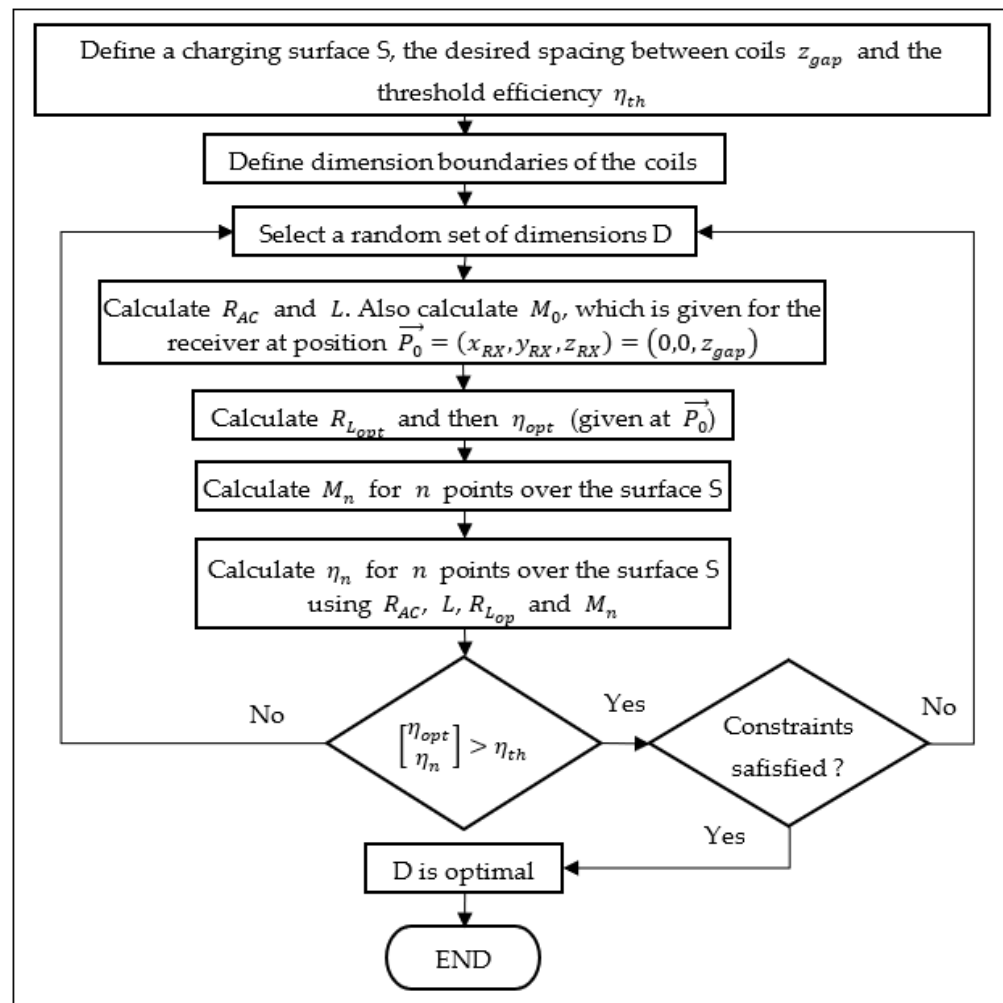 Define a charging surface S, the desired spacing between coils z_gap and the
threshold efficiency η_th
Define dimension boundaries of the coils
Select a random set of dimensions D
Calculate R_AC and L. Also calculate M_0, which is given for the
receiver at position P_0⃗ = (x_RX, y_RX, z_RX) = (0,0, z_gap)
Calculate R_L_opt and then η_opt (given at P_0⃗)
Calculate M_n for n points over the surface S
Calculate η_n for n points over the surface S
using R_AC, L, R_L_op and M_n
No
[η_opt
η_n] > η_th
Yes
Constraints
safisfied ?
No
Yes
D is optimal
END